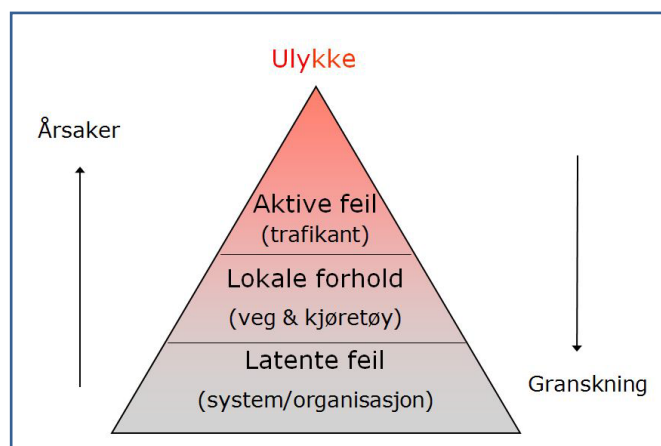 Ulykke
Årsaker
Aktive feil
(trafikant)
Lokale forhold
(veg & kjøretøy)
Latente feil
(system/organisasjon)
Granskning